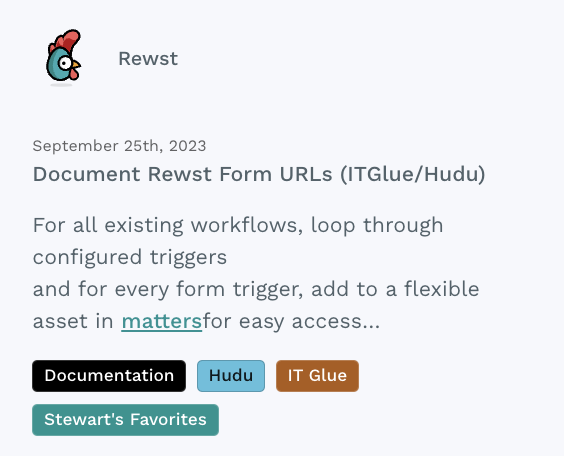 Rewst
September 25th, 2023
Document Rewst Form URLs (ITGlue/Hudu)
For all existing workflows, loop through
configured triggers
and for every form trigger, add to a flexible
asset in mattersfor easy access...
Documentation Hudu IT Glue
Stewart's Favorites